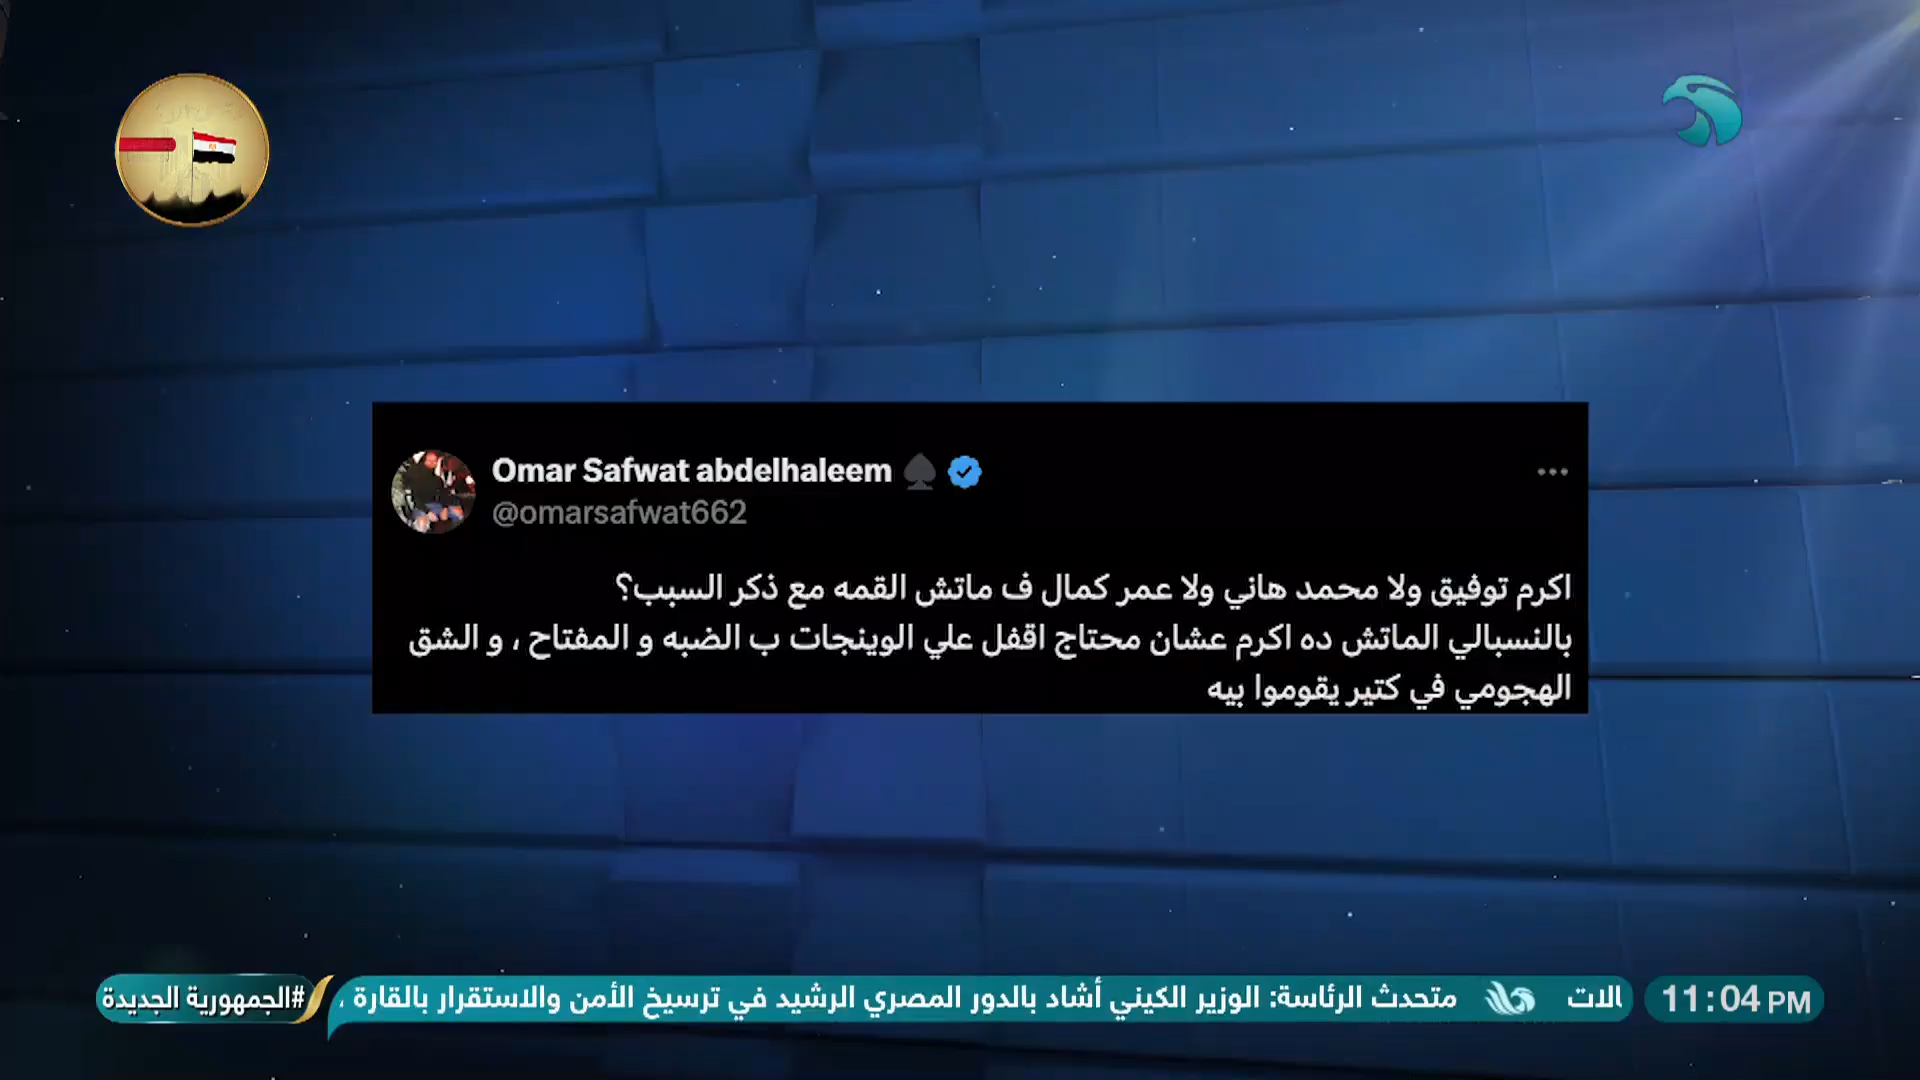 Omar Safwat abdelhaleem
@omarsafwat662
اكرم توفيق ولا محمد هاني ولا عمر كمال ف ماتش القمه مع ذكر السبب؟
بالنسبالي الماتش ده اكرم عشان محتاج اقفل علي الوينجات ب الضبه و المفتاح ، و الشق
الهجومي في كتير يقوموا بيه
الات
متحدث الرئاسة: الوزير الكيني أشاد بالدور المصري الرشيد في ترسيخ الأمن والاستقرار بالقارة ،
#الجمهورية الجديدة
11:04 PM